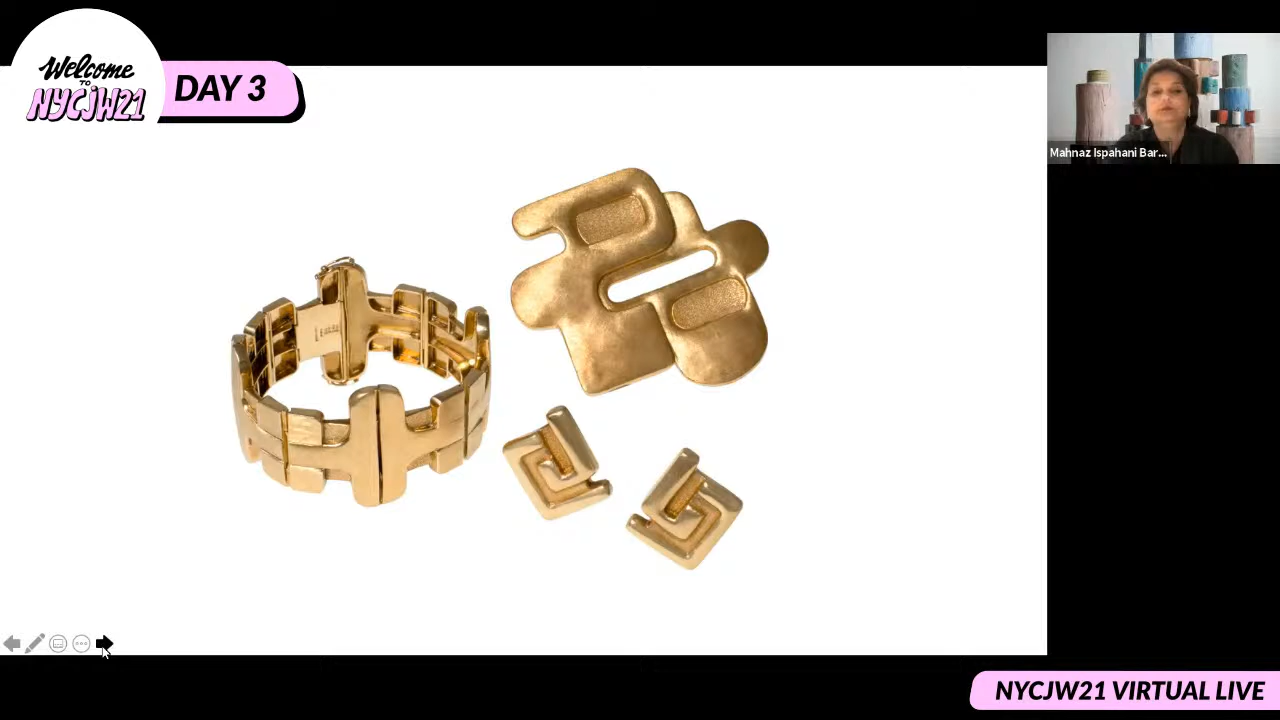 Welcome
TO
NYCJW21
DAY 3
Mahnaz Ispahani Bar...
NYCJW21 VIRTUAL LIVE